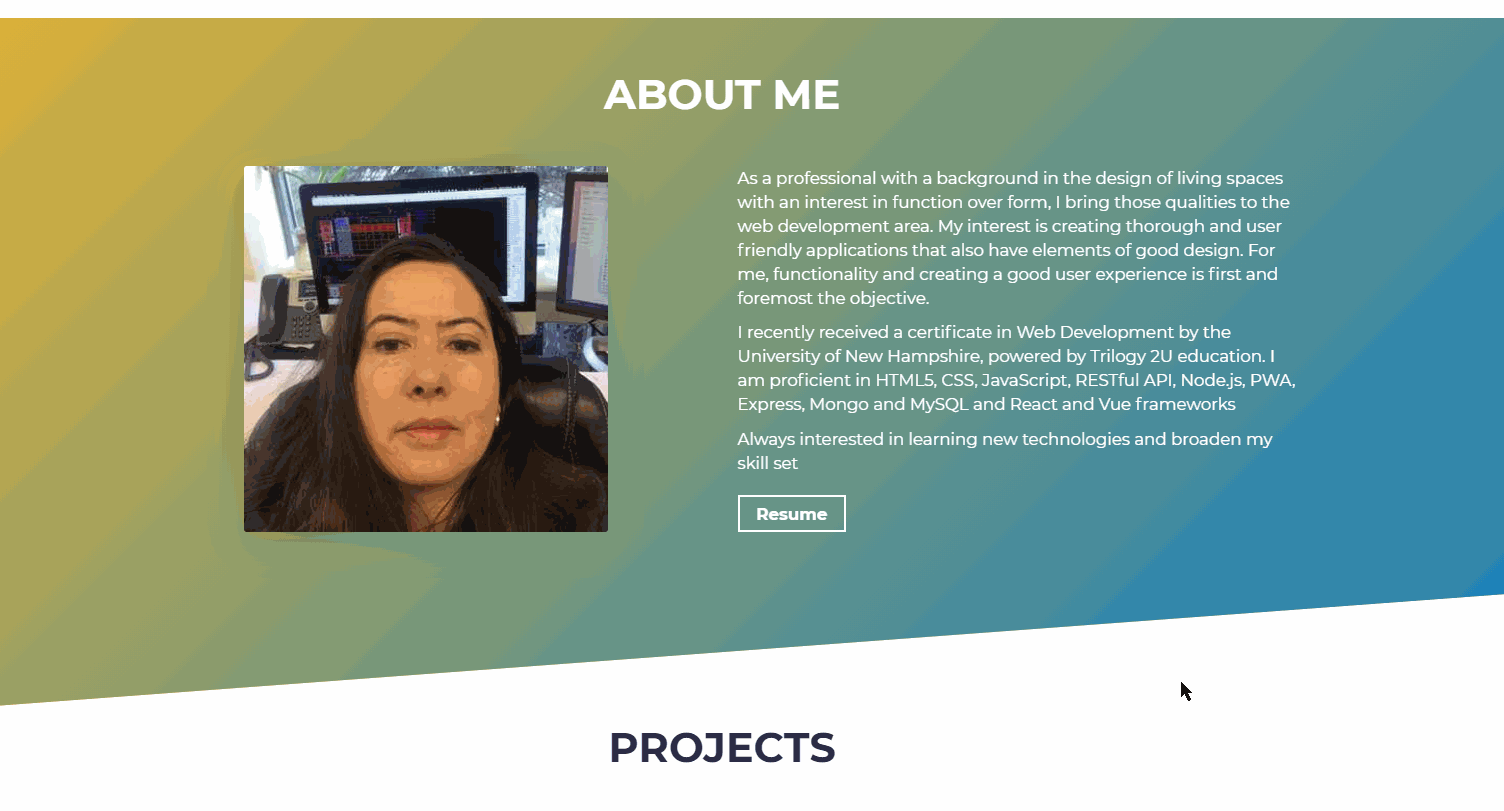 ABOUT ME
As a professional with a background in the design of living spaces
with an interest in function over form, I bring those qualities to the
web development area. My interest is creating thorough and user
friendly applications that also have elements of good design. For
me, functionality and creating a good user experience is first and
foremost the objective.
I recently received a certificate in Web Development by the
University of New Hampshire, powered by Trilogy 2U education. I
am proficient in HTML5, CSS, JavaScript, RESTful API, Node.js, PWA,
Express, Mongo and MySQL and React and Vue frameworks
Always interested in learning new technologies and broaden my
skill set
Resume
PROJECTS